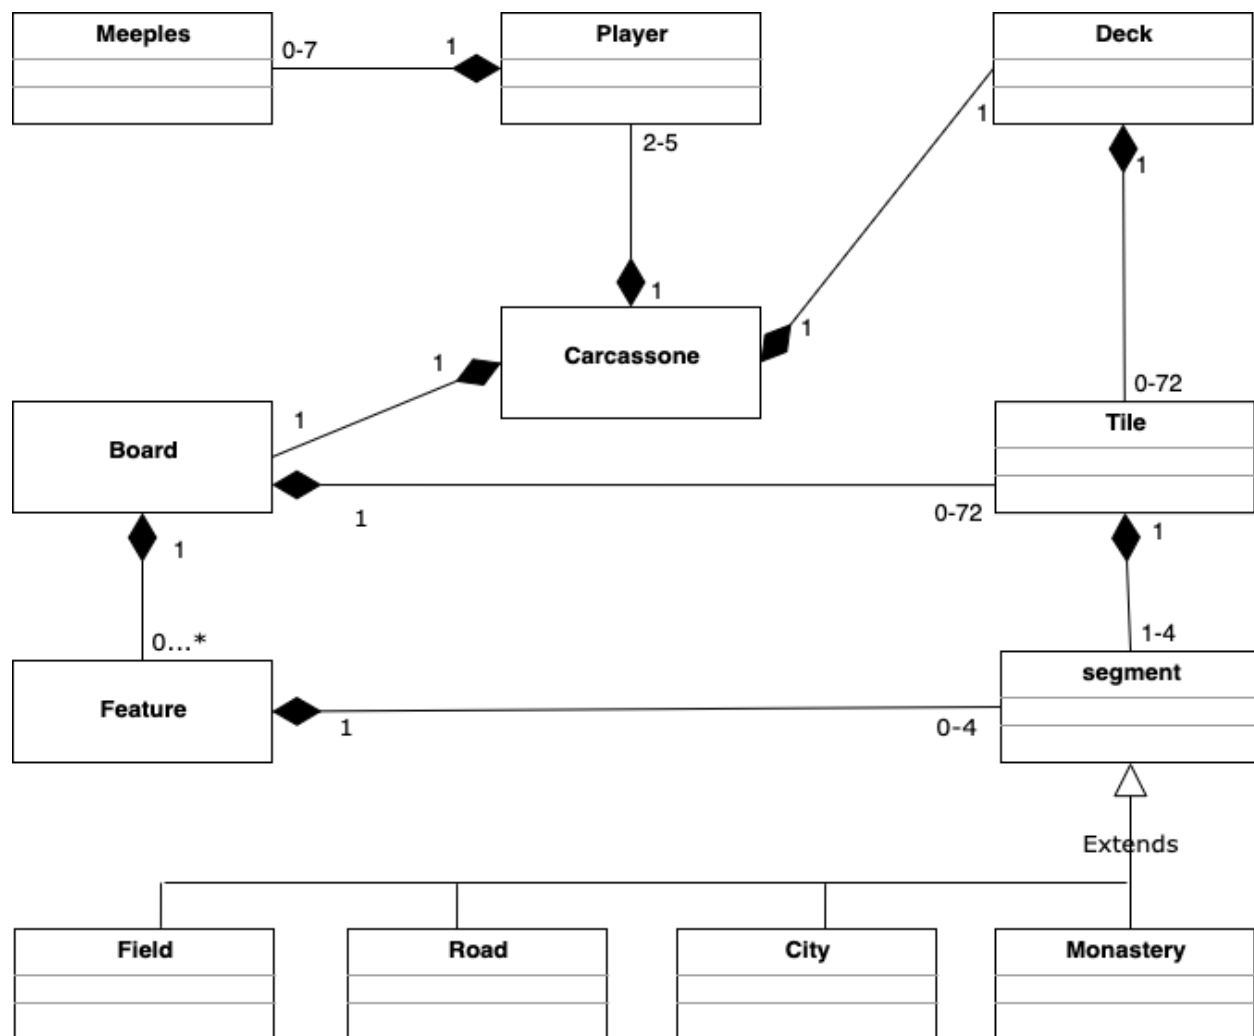 Meeples
Player
Deck
0-7
1
2-5
1
1
1
1
1
1
0-72
Carcassone
Board
Tile
1
0-72
1
1
0...*
1-4
Feature
segment
1
0-4
Extends
Field
Road
City
Monastery